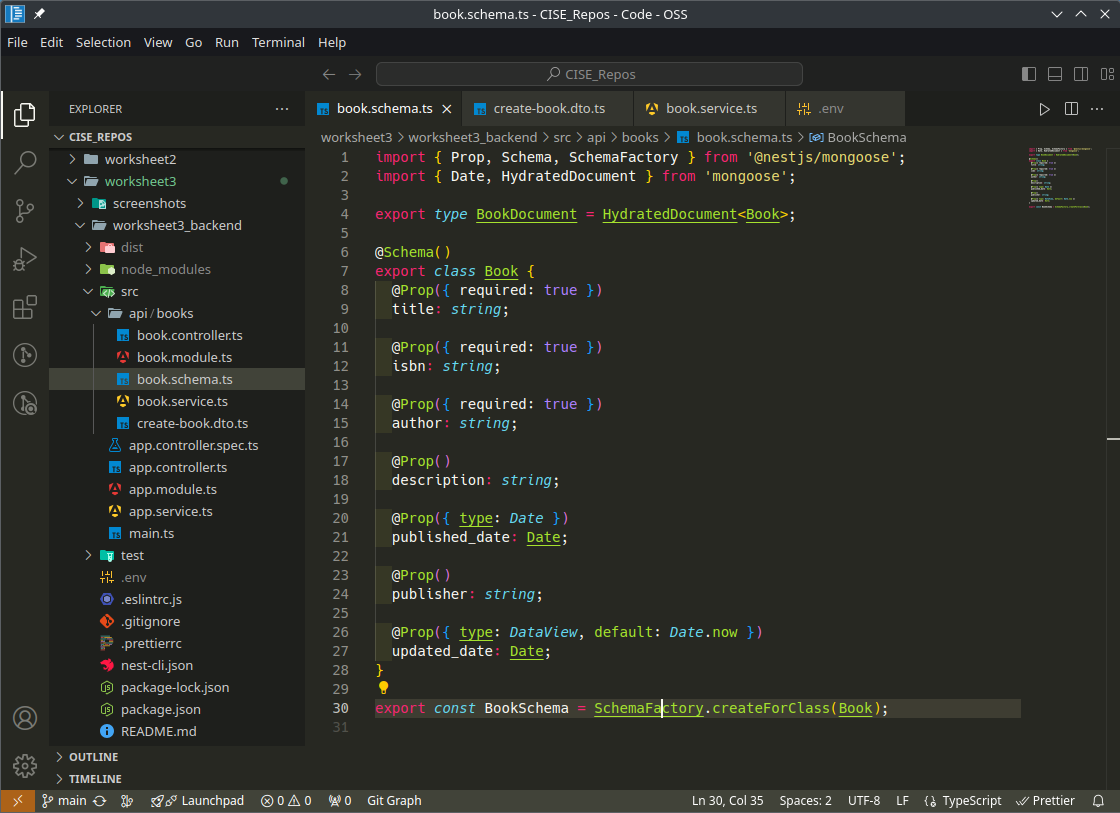 book.schema.ts - CISE_Repos - Code - OSS
File Edit Selection View Go Run Terminal Help
CISE_Repos
EXPLORER
CISE_REPOS
worksheet2
worksheet3
screenshots
worksheet3_backend
dist
node_modules
src
api / books
book.controller.ts
book.module.ts
book.schema.ts
book.service.ts
create-book.dto.ts
app.controller.spec.ts
app.controller.ts
app.module.ts
app.service.ts
main.ts
test
.env
.eslintrc.js
.gitignore
.prettierrc
nest-cli.json
package-lock.json
package.json
README.md
OUTLINE
TIMELINE
book.schema.ts create-book.dto.ts book.service.ts .env
worksheet3 > worksheet3_backend > src > api > books > book.schema.ts > BookSchema
1 import { Prop, Schema, SchemaFactory } from '@nestjs/mongoose';
2 import { Date, HydratedDocument } from 'mongoose';
3
4 export type BookDocument = HydratedDocument<Book>;
5
6 @Schema()
7 export class Book {
8 @Prop({ required: true })
9 title: string;
10
11 @Prop({ required: true })
12 isbn: string;
13
14 @Prop({ required: true })
15 author: string;
16
17 @Prop()
18 description: string;
19
20 @Prop({ type: Date })
21 published_date: Date;
22
23 @Prop()
24 publisher: string;
25
26 @Prop({ type: DataView, default: Date.now })
27 updated_date: Date;
28 }
29
30 export const BookSchema = SchemaFactory.createForClass(Book);
31
main Launchpad 0 0 0 Git Graph Ln 30, Col 35 Spaces: 2 UTF-8 LF {} TypeScript Prettier